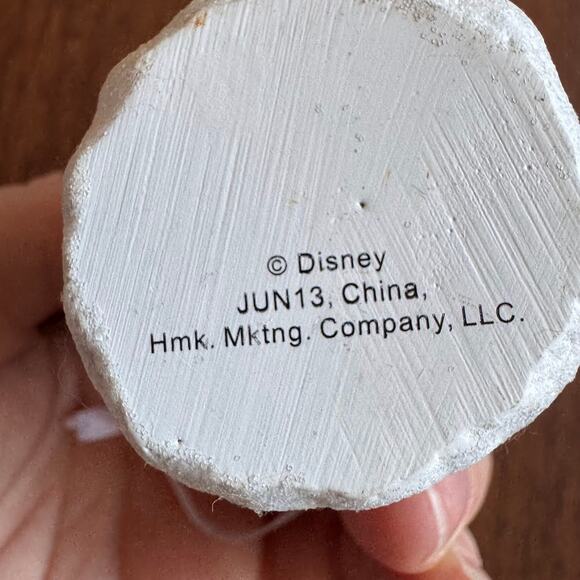 © Disney
JUN13, China,
Hmk. Mktng. Company, LLC.